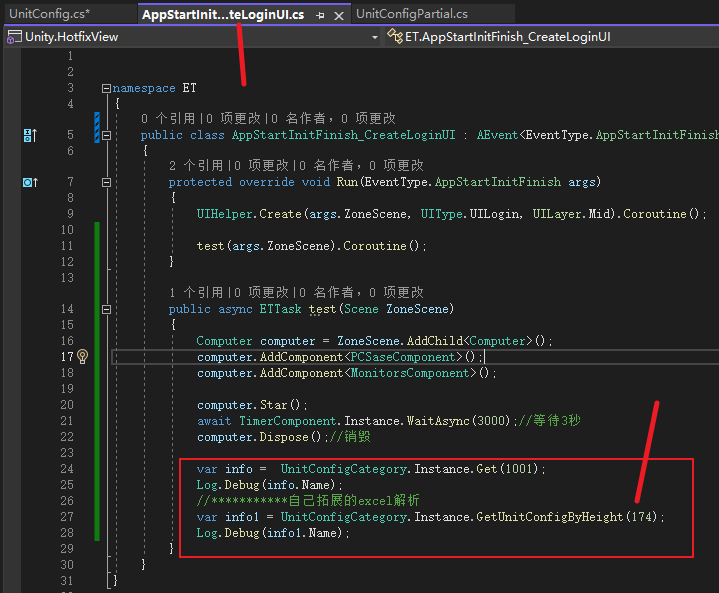 UnitConfig.cs*
AppStartInit...teLoginUI.cs
UnitConfigPartial.cs
Unity.HotfixView
ET.AppStartInitFinish_CreateLoginUI
1
2
3 namespace ET
4 {
0 个引用|0 项更改|0 名作者，0 项更改
5 public class AppStartInitFinish_CreateLoginUI : AEvent<EventType.AppStartInitFinish
6 {
2 个引用|0 项更改|0 名作者，0 项更改
7 protected override void Run(EventType.AppStartInitFinish args)
8 {
9 UIHelper.Create(args.ZoneScene, UIType.UILogin, UILayer.Mid).Coroutine();
10
11 test(args.ZoneScene).Coroutine();
12 }
13
1 个引用|0 项更改|0 名作者，0 项更改
14 public async ETTask test(Scene ZoneScene)
15 {
16 Computer computer = ZoneScene.AddChild<Computer>();
17 computer.AddComponent<PCSaseComponent>();
18 computer.AddComponent<MonitorsComponent>();
19
20 computer.Star();
21 await TimerComponent.Instance.WaitAsync(3000);//等待3秒
22 computer.Dispose();//销毁
23
24 var info = UnitConfigCategory.Instance.Get(1001);
25 Log.Debug(info.Name);
26 //***********自己拓展的excel解析
27 var info1 = UnitConfigCategory.Instance.GetUnitConfigByHeight(174);
28 Log.Debug(info1.Name);
29 }
30 }
31 }